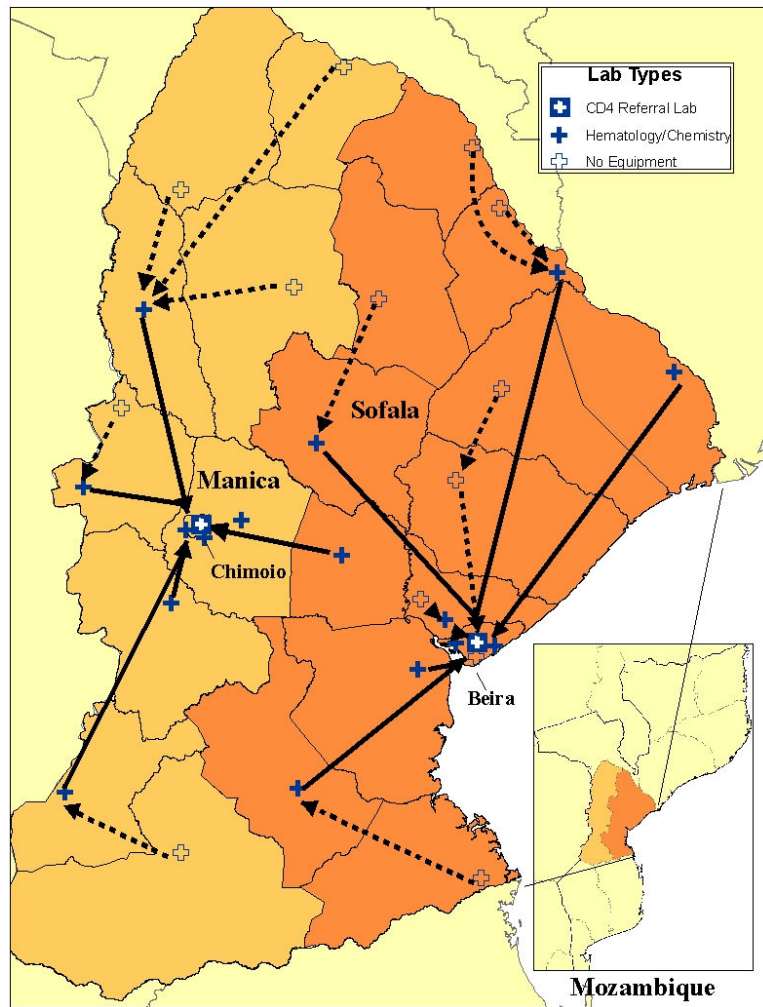 Lab Types
CD4 Referral Lab
Hematology/Chemistry
No Equipment
Sofala
Manica
Chimoio
Beira
Mozambique